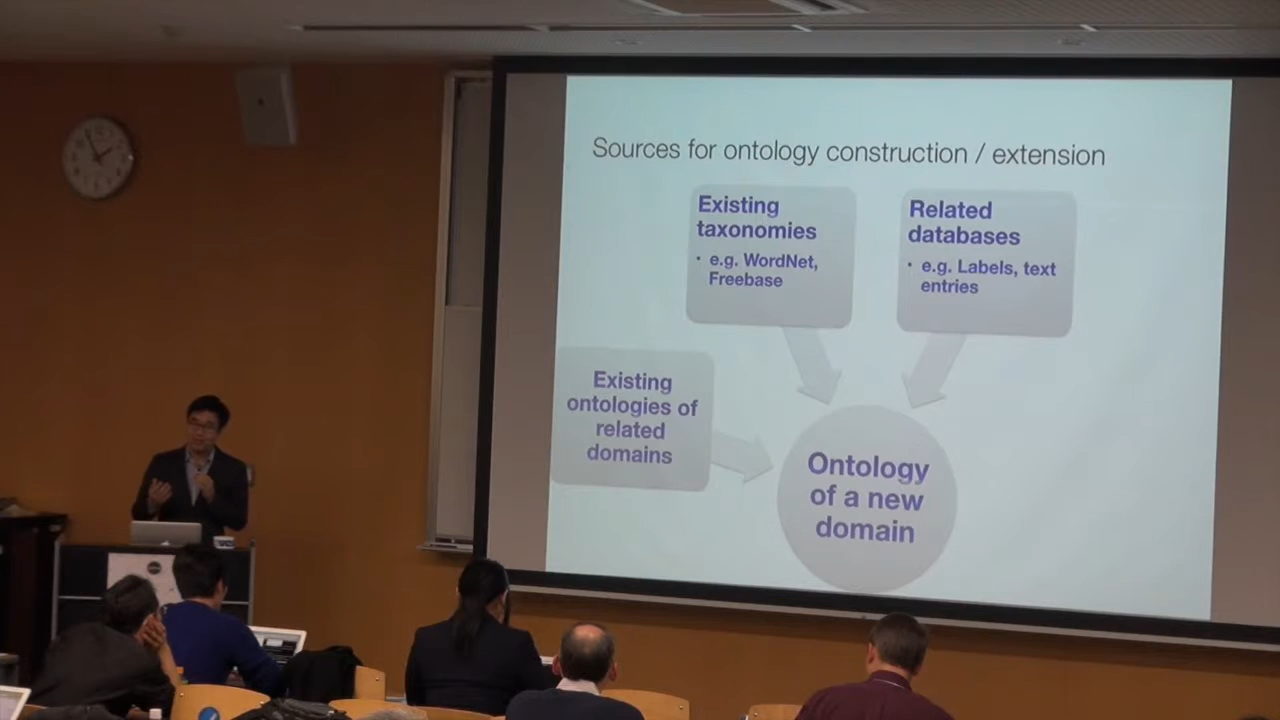 Sources for ontology construction / extension
Existing
taxonomies
• e.g. WordNet,
Freebase
Related
databases
• e.g. Labels, text
entries
Existing
ontologies of
related
domains
Ontology
of a new
domain